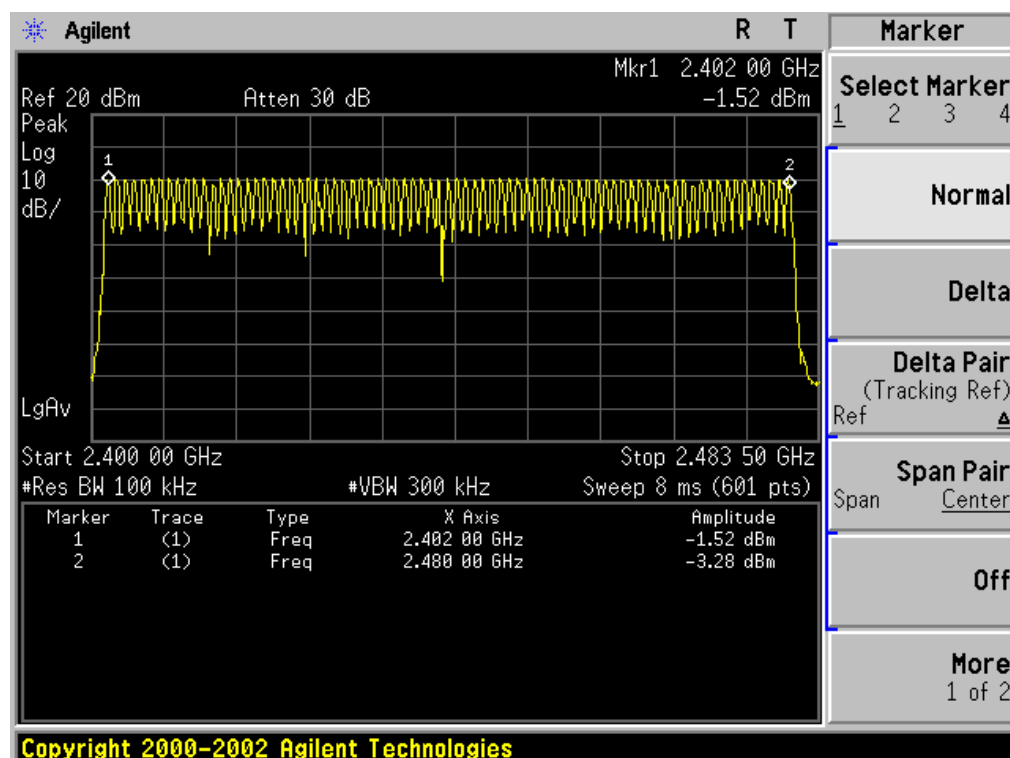 Agilent R T
Mkr1 2.402 00 GHz
Ref 20 dBm Atten 30 dB -1.52 dBm
Peak
Log
10
dB/
1
2
LgAv
Start 2.400 00 GHz Stop 2.483 50 GHz
#Res BW 100 kHz #VBW 300 kHz Sweep 8 ms (601 pts)
Marker Trace Type X Axis Amplitude
1 (1) Freq 2.402 00 GHz -1.52 dBm
2 (1) Freq 2.480 00 GHz -3.28 dBm
Marker
Select Marker
1 2 3 4
Normal
Delta
Delta Pair
(Tracking Ref)
Ref Δ
Span Pair
Span Center
Off
More
1 of 2
Copyright 2000-2002 Agilent Technologies